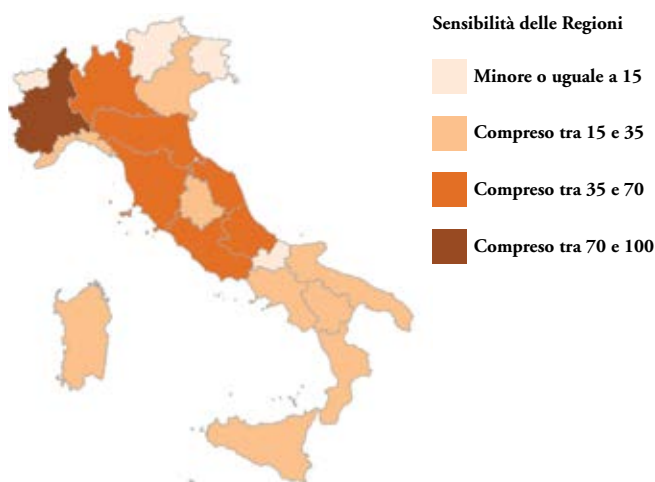 Sensibilità delle Regioni
Minore o uguale a 15
Compreso tra 15 e 35
Compreso tra 35 e 70
Compreso tra 70 e 100